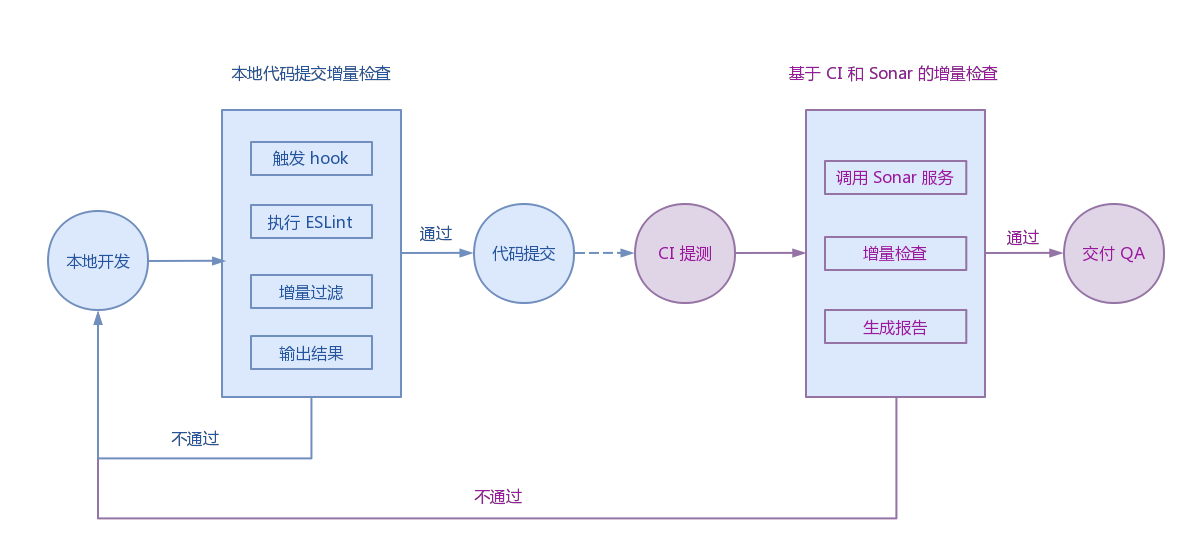 本地代码提交增量检查
基于 CI 和 Sonar 的增量检查
触发 hook
执行 ESLint
增量过滤
输出结果
本地开发
通过
代码提交
CI 提测
调用 Sonar 服务
增量检查
生成报告
通过
交付 QA
不通过
不通过